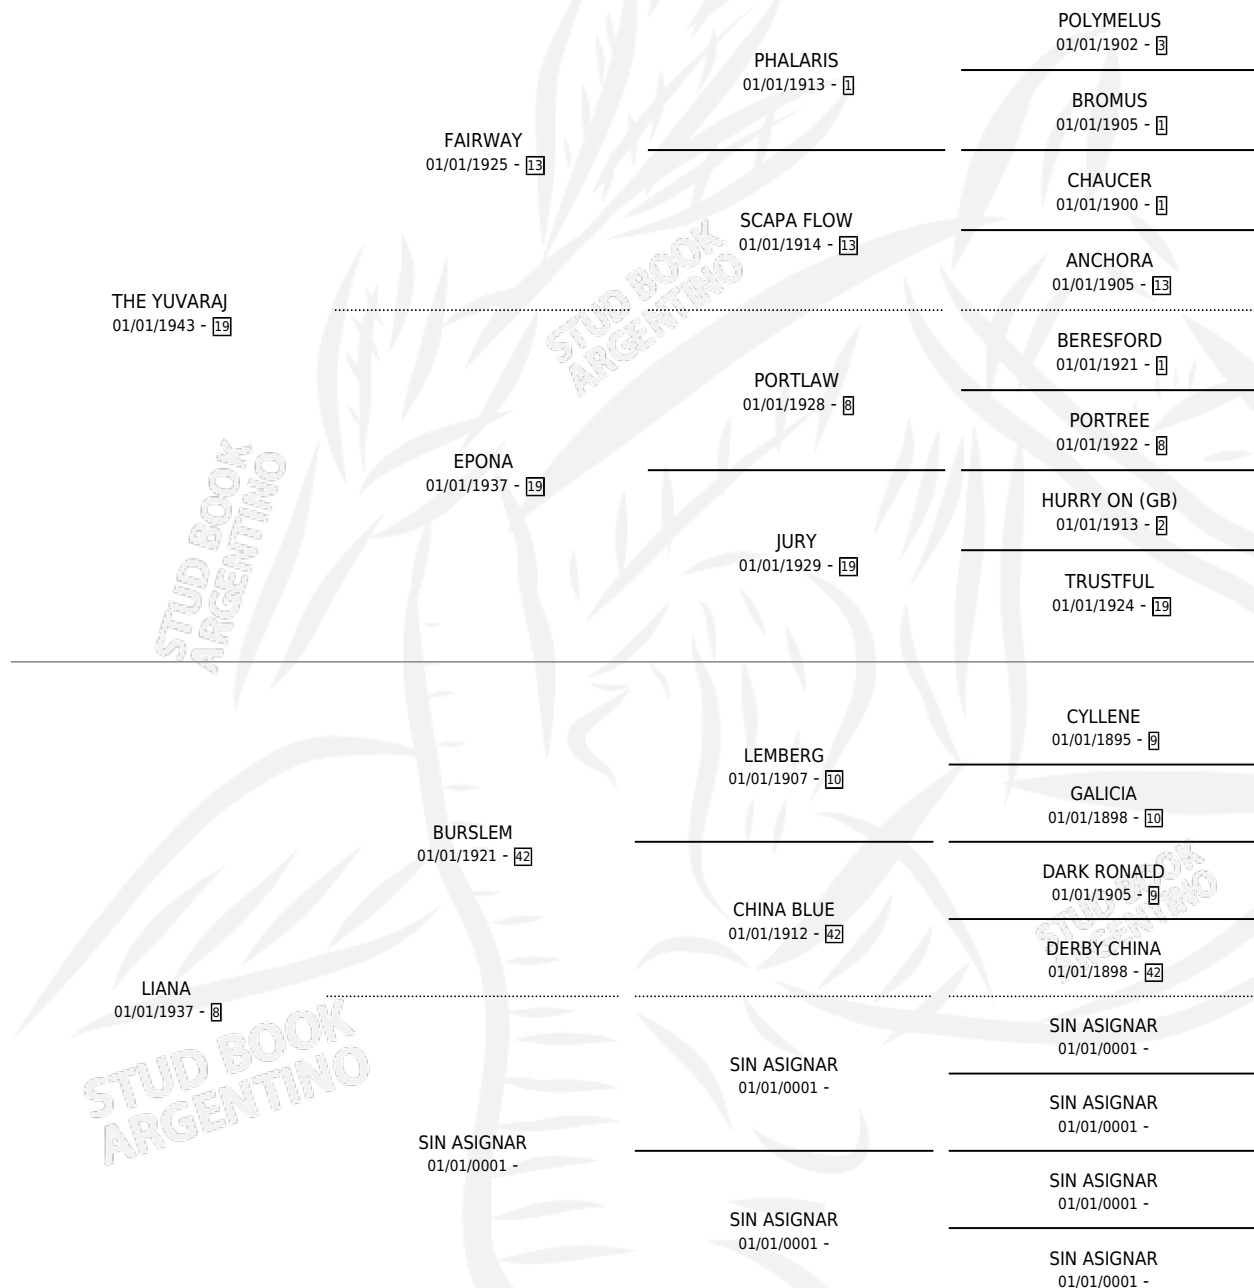 POLYMELUS
01/01/1902 - 3
PHALARIS
01/01/1913 - 1
BROMUS
01/01/1905 - 1
FAIRWAY
01/01/1925 - 13
CHAUCER
01/01/1900 - 1
SCAPA FLOW
01/01/1914 - 13
ANCHORA
01/01/1905 - 13
THE YUVARAJ
01/01/1943 - 19
BERESFORD
01/01/1921 - 1
PORTLAW
01/01/1928 - 8
PORTREE
01/01/1922 - 8
EPONA
01/01/1937 - 19
HURRY ON (GB)
01/01/1913 - 2
JURY
01/01/1929 - 19
TRUSTFUL
01/01/1924 - 19
CYLLENE
01/01/1895 - 9
LEMBERG
01/01/1907 - 10
GALICIA
01/01/1898 - 10
BURSLEM
01/01/1921 - 42
DARK RONALD
01/01/1905 - 9
CHINA BLUE
01/01/1912 - 42
DERBY CHINA
01/01/1898 - 42
LIANA
01/01/1937 - 8
SIN ASIGNAR
01/01/0001 -
SIN ASIGNAR
01/01/0001 -
SIN ASIGNAR
01/01/0001 -
SIN ASIGNAR
01/01/0001 -
SIN ASIGNAR
01/01/0001 -
SIN ASIGNAR
01/01/0001 -
SIN ASIGNAR
01/01/0001 -
STUD BOOK
ARGENTINO
STUD BOOK
ARGENTINO
STUD BOOK
ARGENTINO
STUD BOOK
ARGENTINO